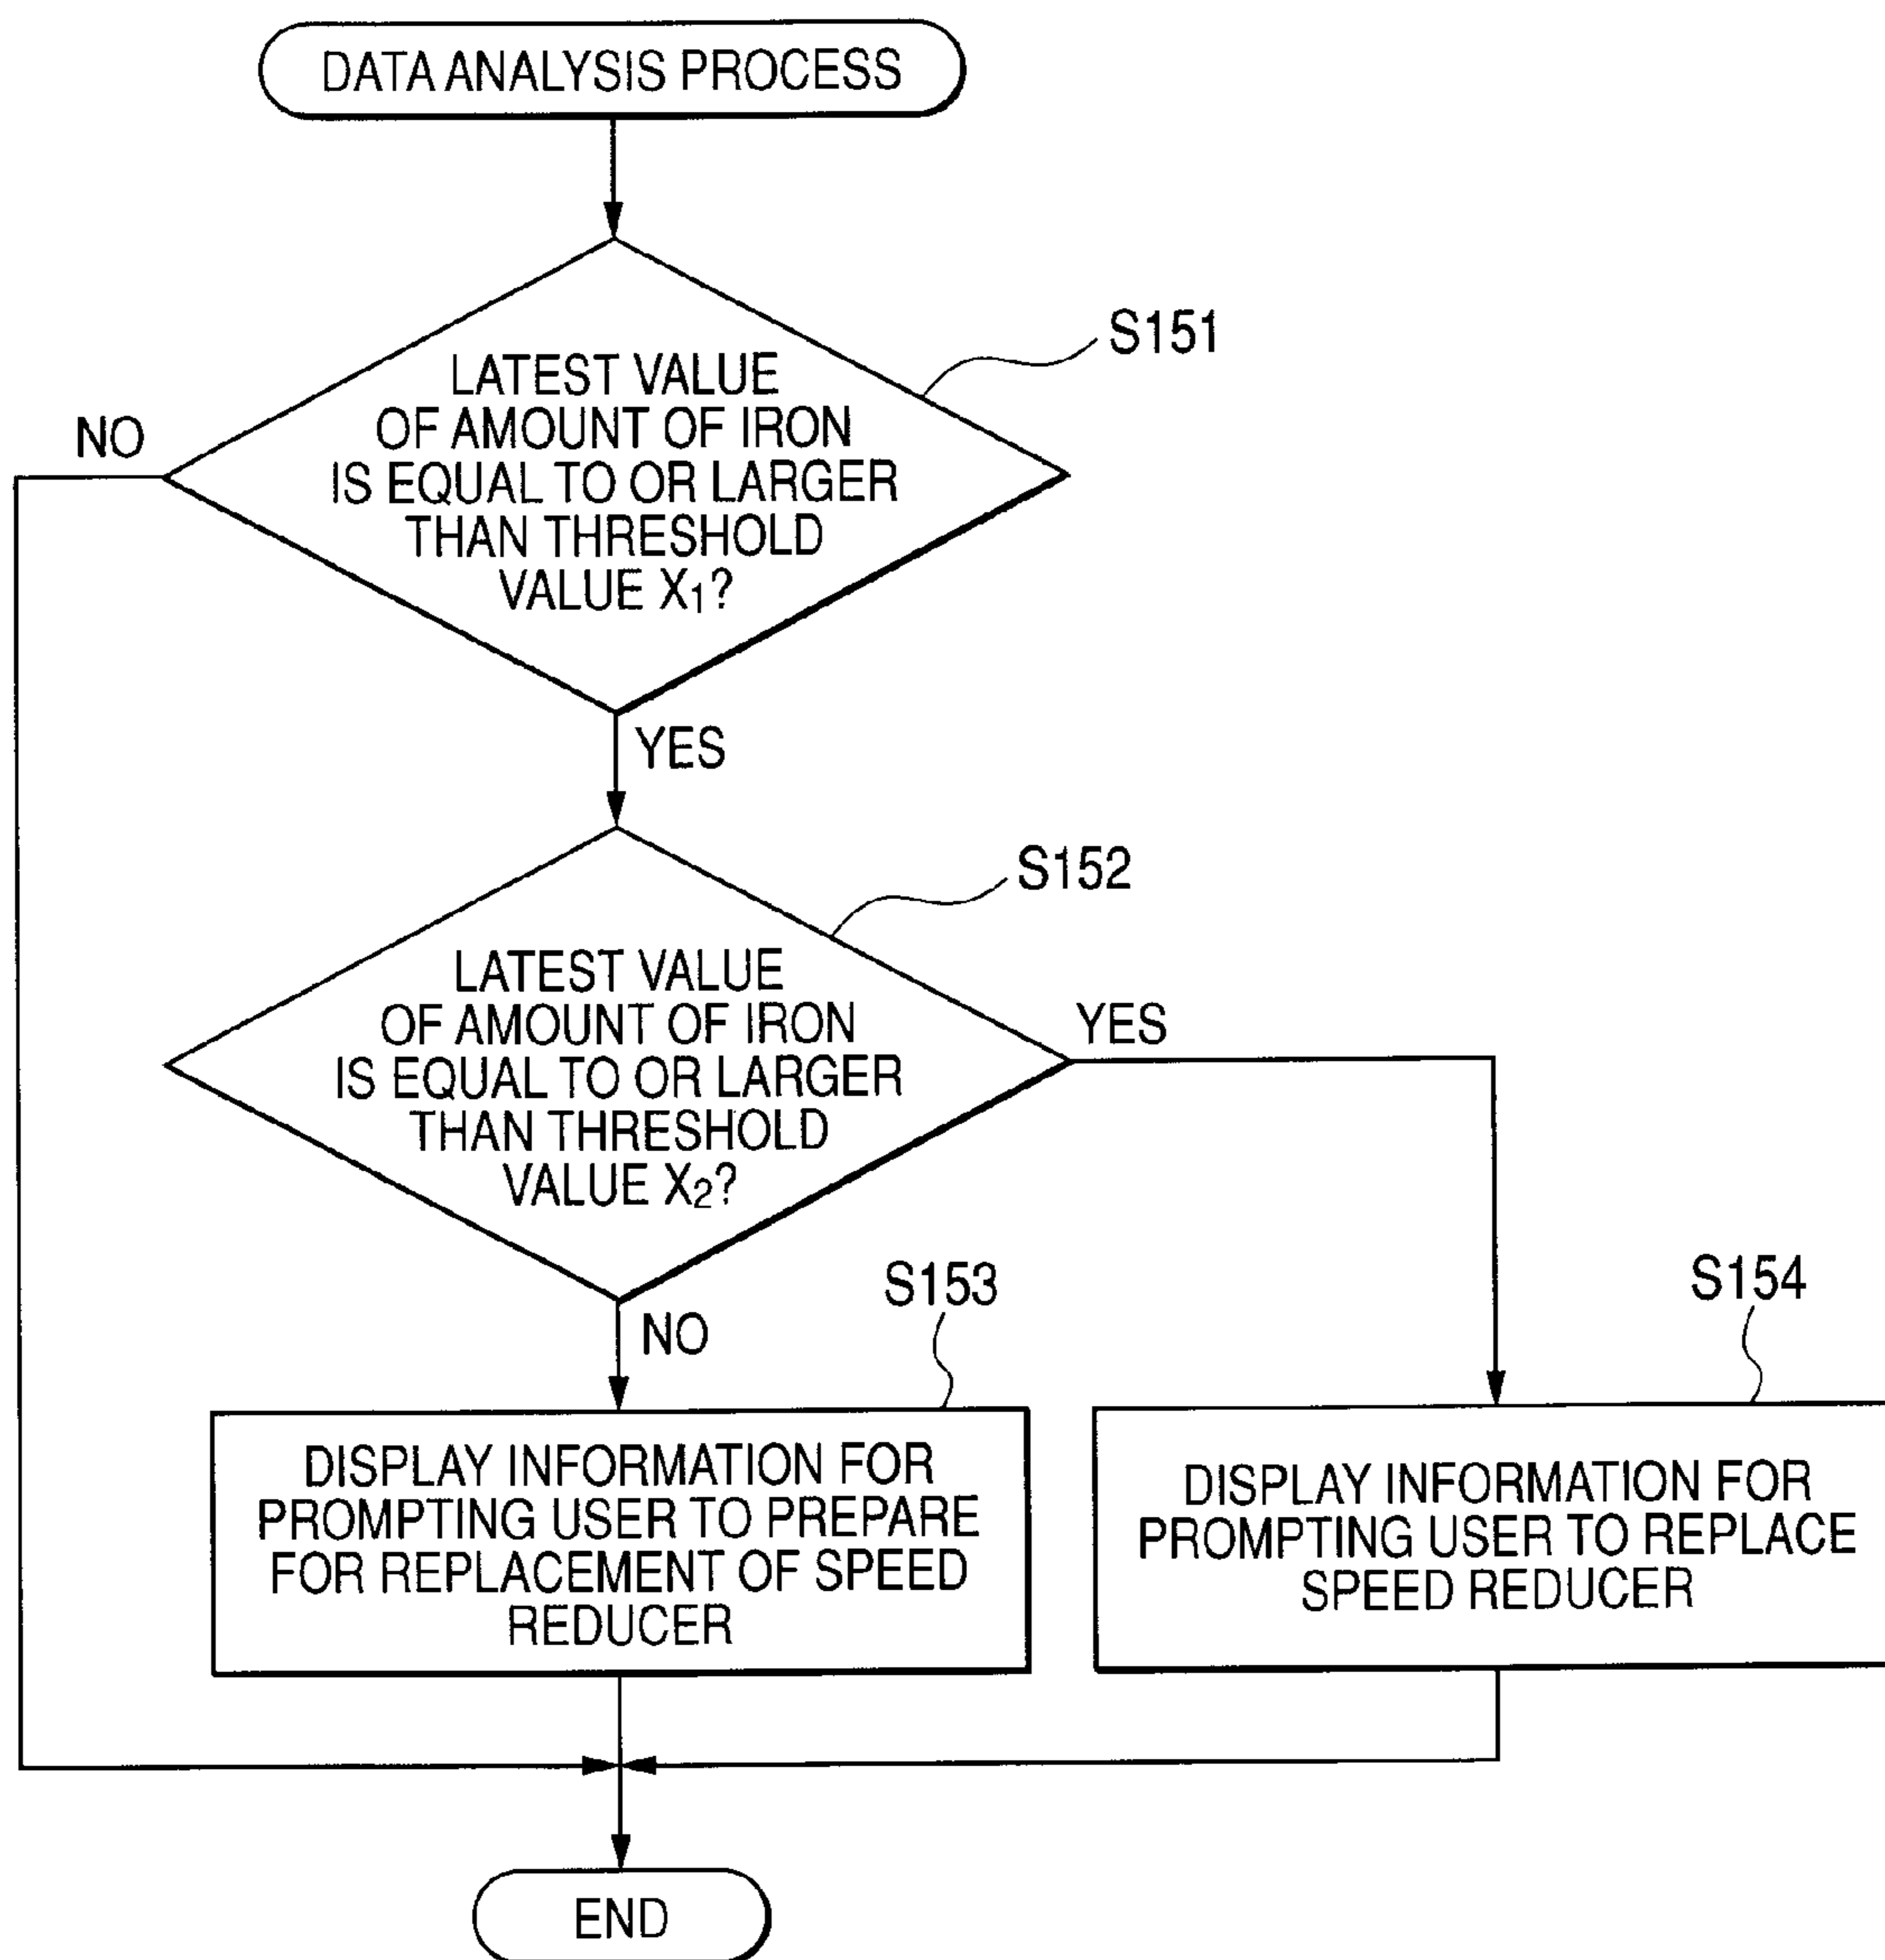 DATA ANALYSIS PROCESS
S151
LATEST VALUE
OF AMOUNT OF IRON
IS EQUAL TO OR LARGER
THAN THRESHOLD
VALUE X₁?
NO
YES
S152
LATEST VALUE
OF AMOUNT OF IRON
IS EQUAL TO OR LARGER
THAN THRESHOLD
VALUE X₂?
YES
NO
S153
DISPLAY INFORMATION FOR
PROMPTING USER TO PREPARE
FOR REPLACEMENT OF SPEED
REDUCER
S154
DISPLAY INFORMATION FOR
PROMPTING USER TO REPLACE
SPEED REDUCER
END